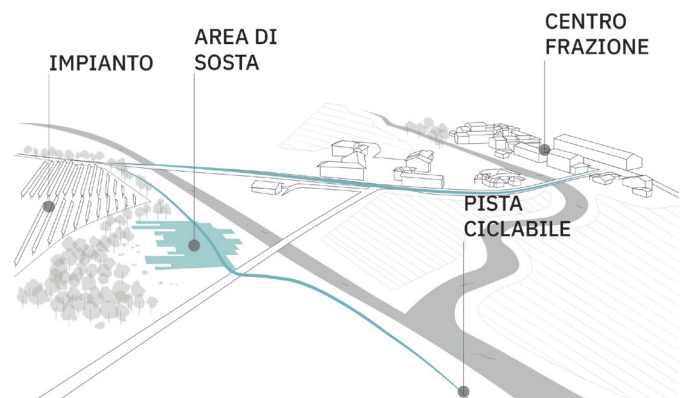 IMPIANTO
AREA DI
SOSTA
CENTRO
FRAZIONE
PISTA
CICLABILE